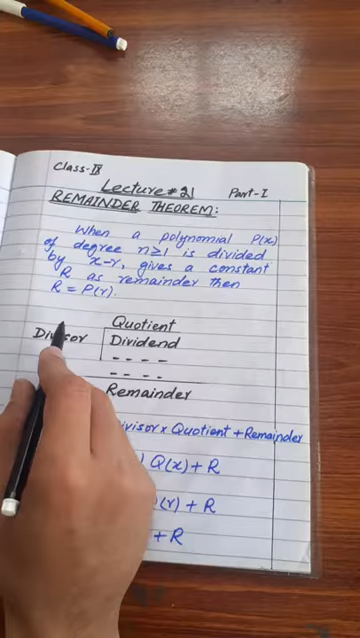 Class-IX
Lecture # 21 Part-I
REMAINDER THEOREM:
When a polynomial P(x)
of degree n≥1 is divided
by x-r, gives a constant
R as remainder then
R = P(r).
Quotient
Divisor Dividend
Remainder
Divisor x Quotient + Remainder
) Q(x) + R
(r) + R
+ R